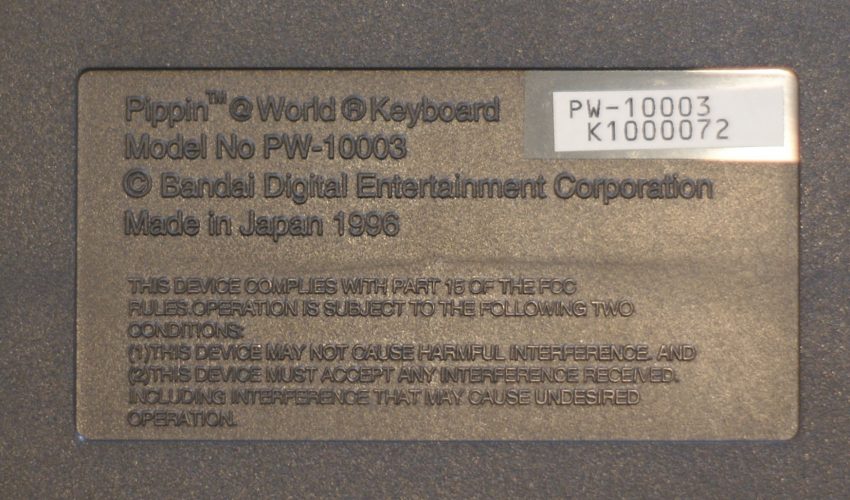 Pippin™ @World®Keyboard
Model No PW-10003
© Bandai Digital Entertainment Corporation
Made in Japan 1996
PW-10003
K1000072
THIS DEVICE COMPLIES WITH PART 15 OF THE FCC
RULES.OPERATION IS SUBJECT TO THE FOLLOWING TWO
CONDITIONS:
(1)THIS DEVICE MAY NOT CAUSE HARMFUL INTERFERENCE. AND
(2)THIS DEVICE MUST ACCEPT ANY INTERFERENCE RECEIVED.
INCLUDING INTERFERENCE THAT MAY CAUSE UNDESIRED
OPERATION.